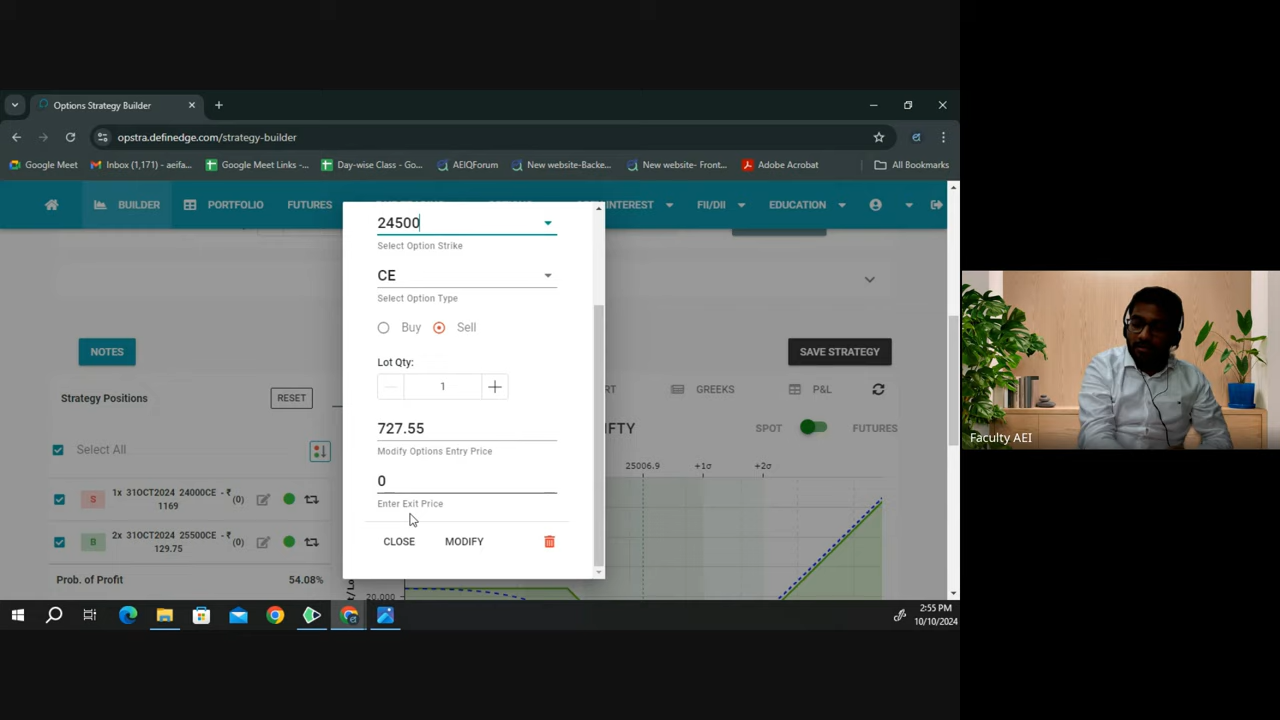 Options Strategy Builder
opstra.definedge.com/strategy-builder
Google Meet
Inbox (1,171) - aeifa...
Google Meet Links -...
Day-wise Class - Go...
AEIQForum
New website-Backe...
New website- Front...
Adobe Acrobat
All Bookmarks
BUILDER
PORTFOLIO
FUTURES
INTEREST
FII/DII
EDUCATION
24500
Select Option Strike
CE
Select Option Type
Buy
Sell
Lot Qty:
1
727.55
Modify Options Entry Price
0
Enter Exit Price
CLOSE
MODIFY
NOTES
SAVE STRATEGY
Strategy Positions
RESET
GREEKS
P&L
Select All
SPOT
FUTURES
25006.9
+1σ
+2σ
S
1x 31OCT2024 24000CE - ₹ 
1169
(0)
B
2x 31OCT2024 25500CE - ₹
129.75
(0)
Prob. of Profit
54.08%
20,000
2:55 PM
10/10/2024
Faculty AEI